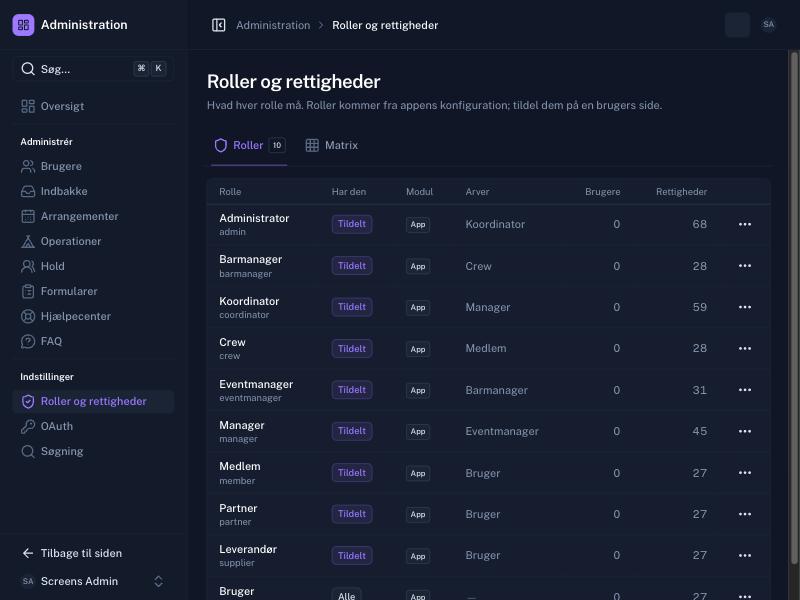 Administration
Administration
Roller og rettigheder
SA
Søg...
⌘ K
Oversigt
Administrér
Brugere
Indbakke
Arrangementer
Operationer
Hold
Formularer
Hjælpecenter
FAQ
Indstillinger
Roller og rettigheder
OAuth
Søgning
Tilbage til siden
SA Screens Admin
Roller og rettigheder
Hvad hver rolle må. Roller kommer fra appens konfiguration; tildel dem på en brugers side.
Roller 10 Matrix
Rolle Har den Modul Arver Brugere Rettigheder
Administrator Tildelt App Koordinator 0 68
admin
Barmanager Tildelt App Crew 0 28
barmanager
Koordinator Tildelt App Manager 0 59
coordinator
Crew Tildelt App Medlem 0 28
crew
Eventmanager Tildelt App Barmanager 0 31
eventmanager
Manager Tildelt App Eventmanager 0 45
manager
Medlem Tildelt App Bruger 0 27
member
Partner Tildelt App Bruger 0 27
partner
Leverandør Tildelt App Bruger 0 27
supplier
Bruger Alle App — 0 27